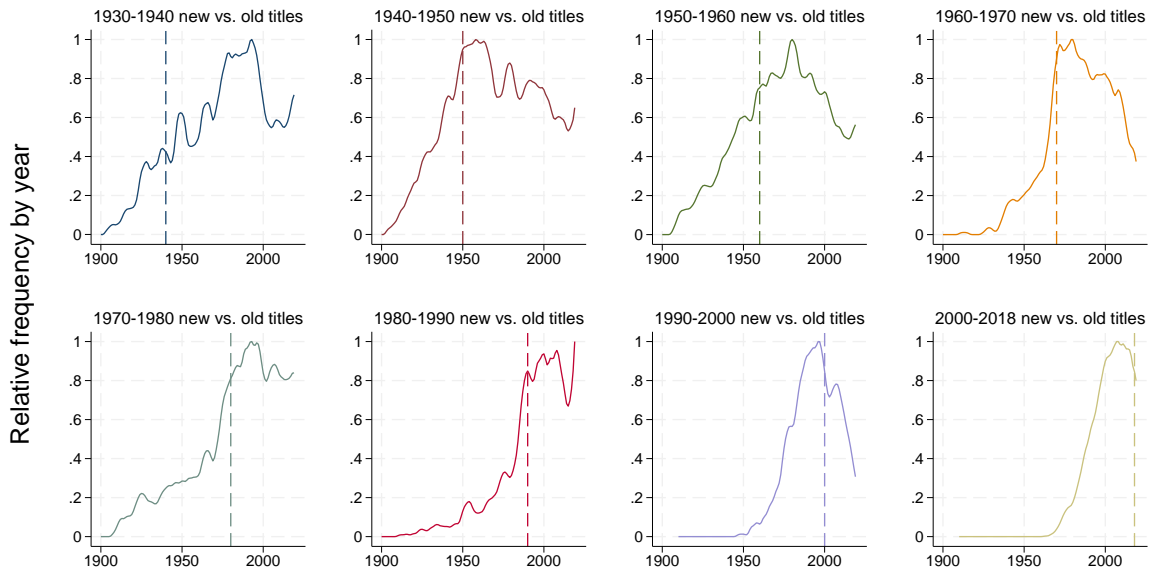 Relative frequency by year
1930-1940 new vs. old titles
1
.8
.6
.4
.2
0
1900 1950 2000
1940-1950 new vs. old titles
1
.8
.6
.4
.2
0
1900 1950 2000
1950-1960 new vs. old titles
1
.8
.6
.4
.2
0
1900 1950 2000
1960-1970 new vs. old titles
1
.8
.6
.4
.2
0
1900 1950 2000
1970-1980 new vs. old titles
1
.8
.6
.4
.2
0
1900 1950 2000
1980-1990 new vs. old titles
1
.8
.6
.4
.2
0
1900 1950 2000
1990-2000 new vs. old titles
1
.8
.6
.4
.2
0
1900 1950 2000
2000-2018 new vs. old titles
1
.8
.6
.4
.2
0
1900 1950 2000